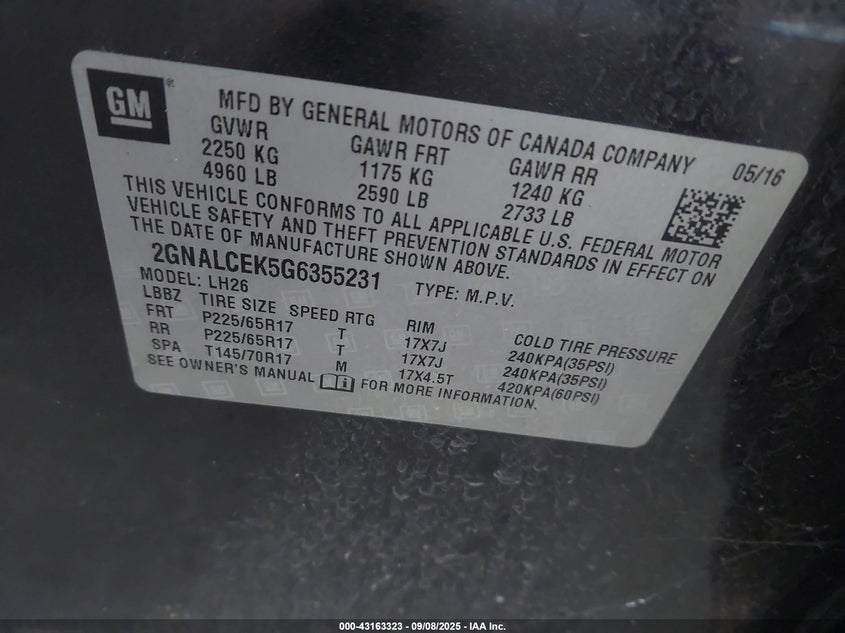 GM ®
MFD BY GENERAL MOTORS OF CANADA COMPANY 05/16
GVWR GAWR FRT GAWR RR
2250 KG 1175 KG 1240 KG
4960 LB 2590 LB 2733 LB
THIS VEHICLE CONFORMS TO ALL APPLICABLE U.S. FEDERAL MOTOR
VEHICLE SAFETY AND THEFT PREVENTION STANDARDS IN EFFECT ON
THE DATE OF MANUFACTURE SHOWN ABOVE.
2GNALCEK5G6355231 TYPE: M.P.V.
MODEL: LH26
LBBZ TIRE SIZE SPEED RTG RIM COLD TIRE PRESSURE
FRT P225/65R17 T 17X7J 240KPA(35PSI)
RR P225/65R17 T 17X7J 240KPA(35PSI)
SPA T145/70R17 M 17X4.5T 420KPA(60PSI)
SEE OWNER'S MANUAL FOR MORE INFORMATION.
000-43163323 - 09/08/2025 - IAA Inc.